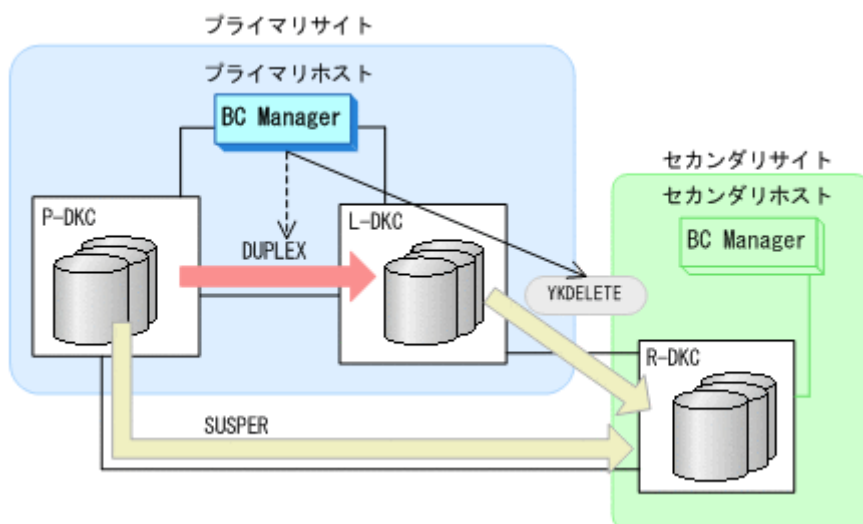 プライマリサイト
プライマリホスト
BC Manager
セカンダリサイト
セカンダリホスト
P-DKC
L-DKC
BC Manager
DUPLEX
YKDELETE
R-DKC
SUSPER